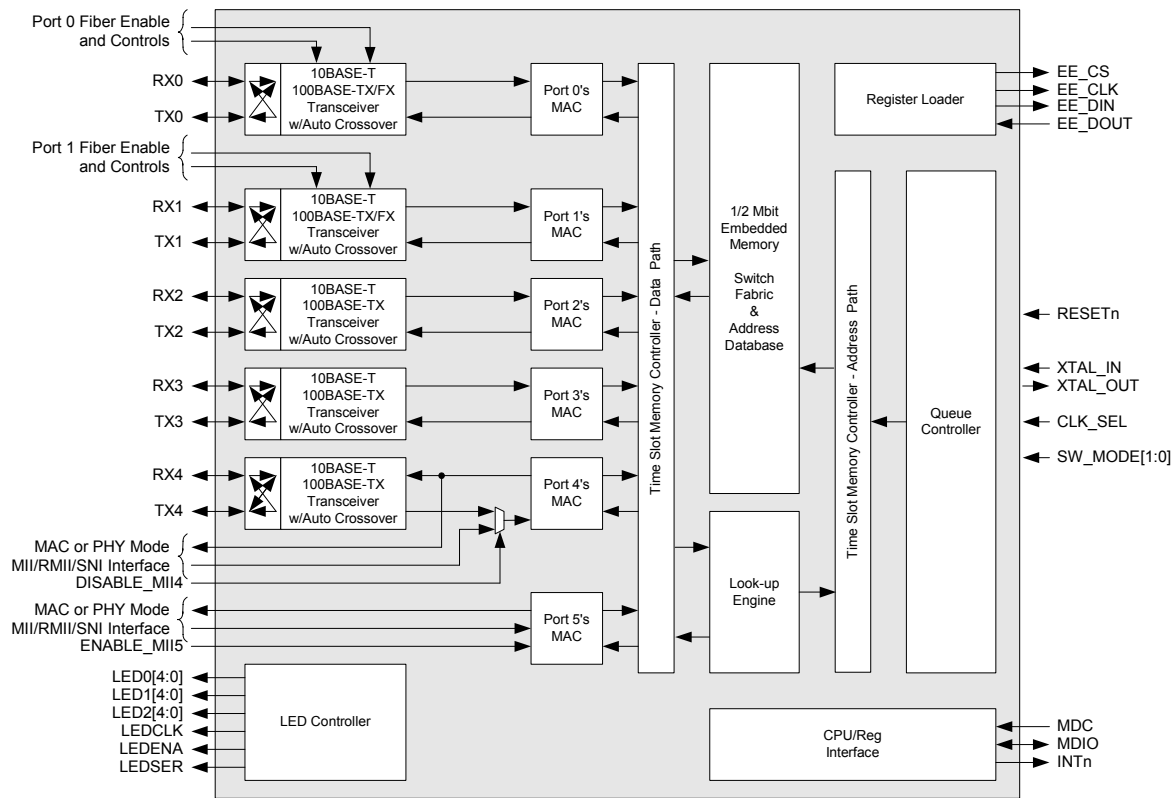 Port 0 Fiber Enable
and Controls
RX0
TX0
10BASE-T
100BASE-TX/FX
Transceiver
w/Auto Crossover
Port 0's
MAC
Port 1 Fiber Enable
and Controls
RX1
TX1
10BASE-T
100BASE-TX/FX
Transceiver
w/Auto Crossover
Port 1's
MAC
RX2
TX2
10BASE-T
100BASE-TX
Transceiver
w/Auto Crossover
Port 2's
MAC
RX3
TX3
10BASE-T
100BASE-TX
Transceiver
w/Auto Crossover
Port 3's
MAC
RX4
TX4
10BASE-T
100BASE-TX
Transceiver
w/Auto Crossover
Port 4's
MAC
MAC or PHY Mode
MII/RMII/SNI Interface
DISABLE_MII4
MAC or PHY Mode
MII/RMII/SNI Interface
ENABLE_MII5
Port 5's
MAC
LED0[4:0]
LED1[4:0]
LED2[4:0]
LEDCLK
LEDENA
LEDSER
LED Controller
Time Slot Memory Controller - Data Path
1/2 Mbit
Embedded
Memory
Switch
Fabric
&
Address
Database
Look-up
Engine
Time Slot Memory Controller - Address Path
Queue
Controller
Register Loader
EE_CS
EE_CLK
EE_DIN
EE_DOUT
RESETn
XTAL_IN
XTAL_OUT
CLK_SEL
SW_MODE[1:0]
CPU/Reg
Interface
MDC
MDIO
INTn